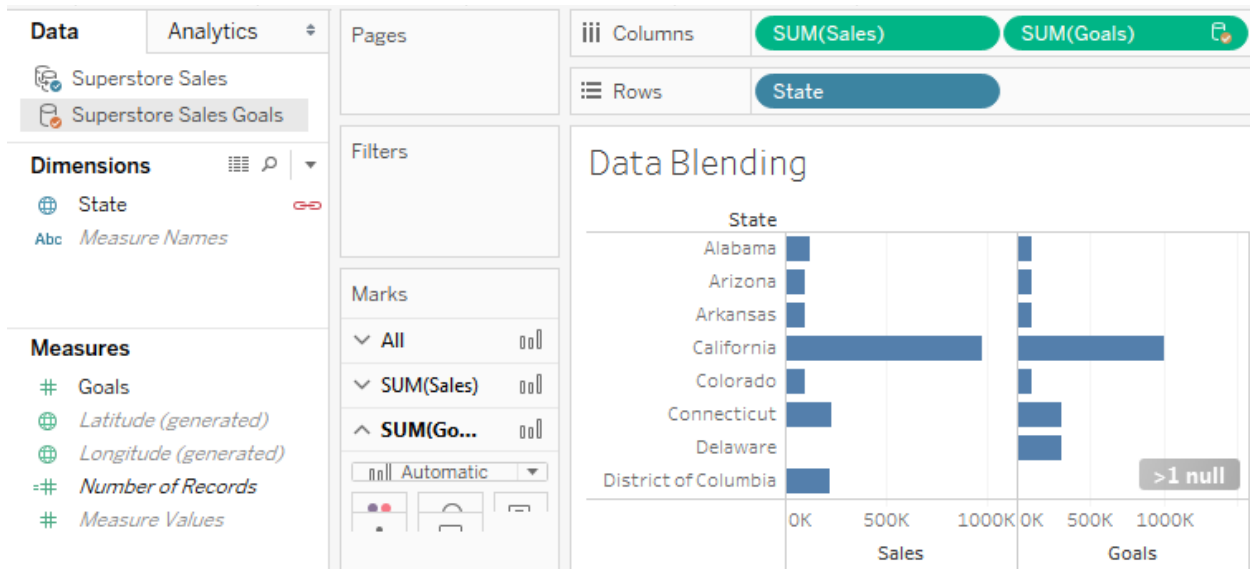 Data Analytics
Superstore Sales
Superstore Sales Goals
Dimensions
State
Abc Measure Names
Measures
# Goals
Latitude (generated)
Longitude (generated)
=# Number of Records
# Measure Values
Pages
Filters
Marks
All
SUM(Sales)
SUM(Go...
Automatic
Columns SUM(Sales) SUM(Goals)
Rows State
Data Blending
State
Alabama
Arizona
Arkansas
California
Colorado
Connecticut
Delaware
District of Columbia
>1 null
0K 500K 1000K 0K 500K 1000K
Sales Goals